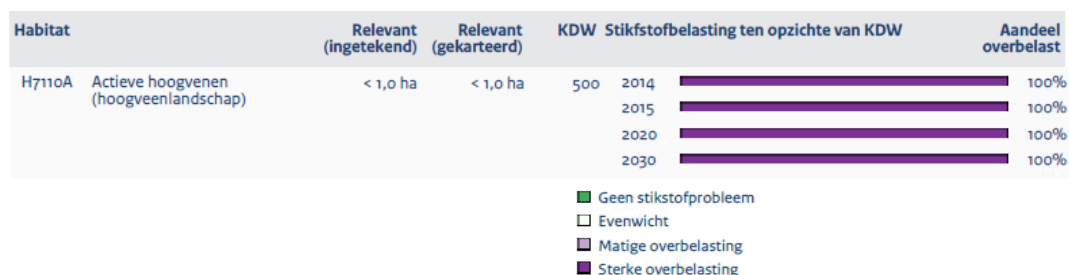 Habitat Relevant Relevant KDW Stikfstofbelasting ten opzichte van KDW Aandeel
(ingetekend) (gekarteerd) overbelast
H7110A Actieve hoogvenen < 1,0 ha < 1,0 ha 500 2014 100%
(hoogveenlandschap) 2015 100%
2020 100%
2030 100%
Geen stikstofprobleem
Evenwicht
Matige overbelasting
Sterke overbelasting